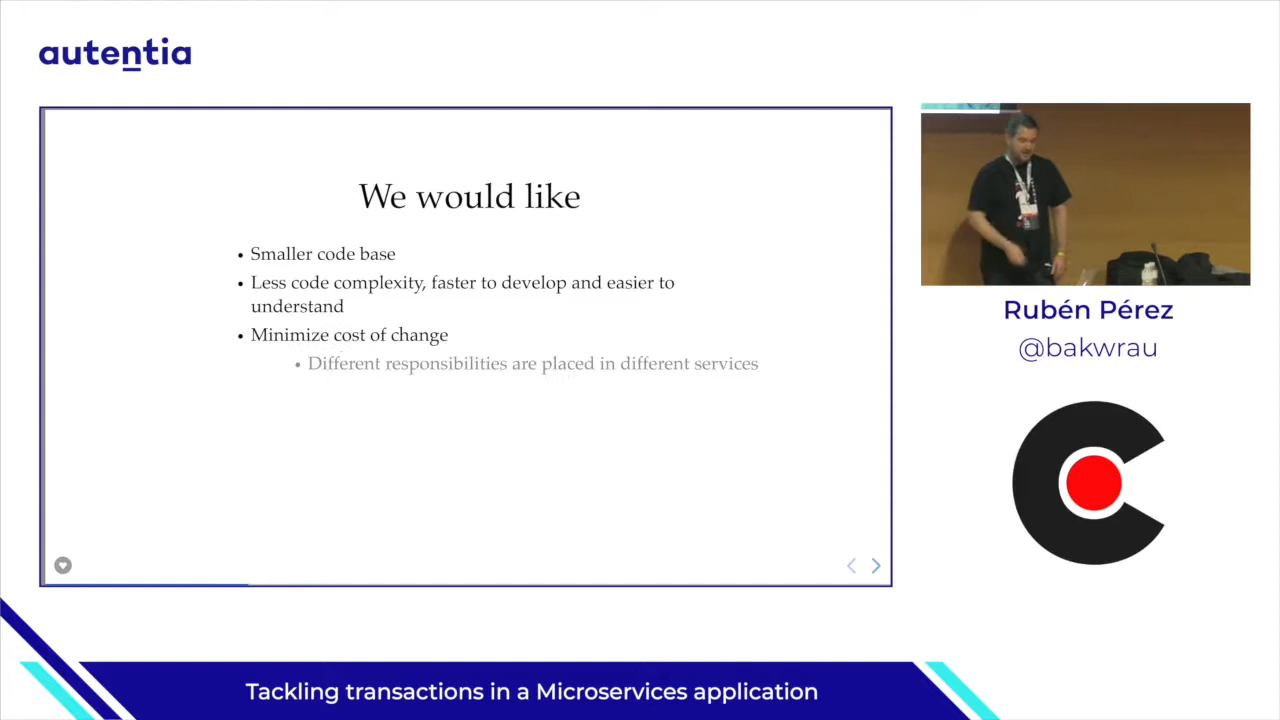 autentia
We would like
• Smaller code base
• Less code complexity, faster to develop and easier to
understand
• Minimize cost of change
• Different responsibilities are placed in different services
Rubén Pérez
@bakwrau
Tackling transactions in a Microservices application